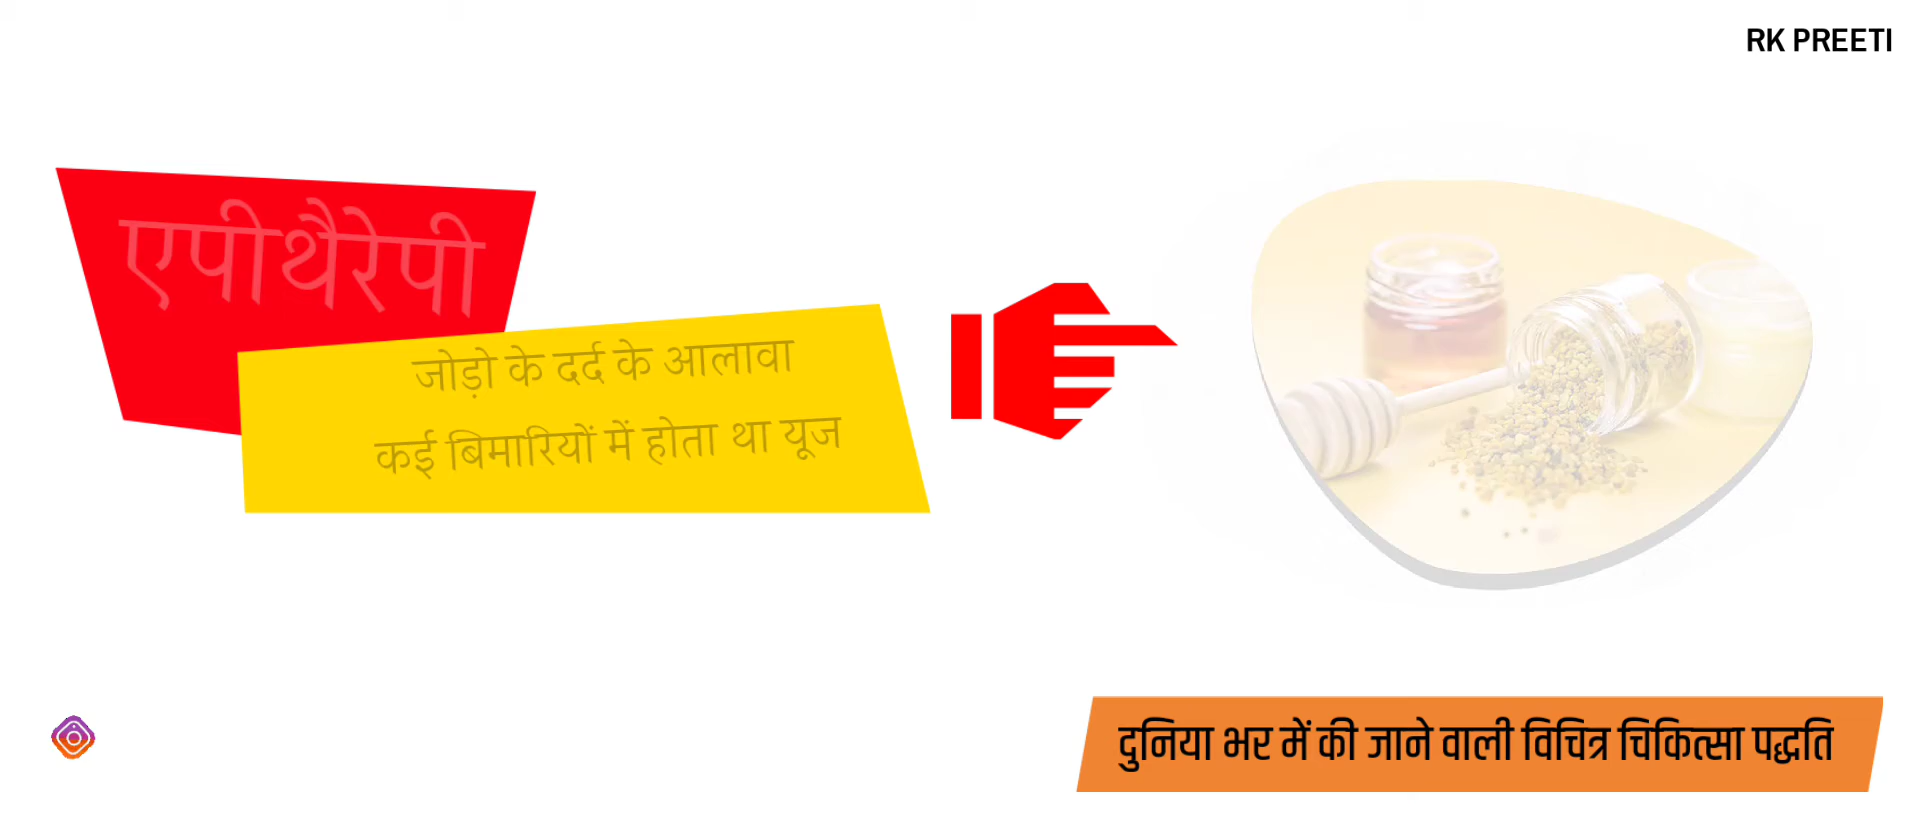 RK PREETI
एपीथैरेपी
जोड़ो के दर्द के आलावा
कई बिमारियों में होता था यूज
दुनिया भर में की जाने वाली विचित्र चिकित्सा पद्धति